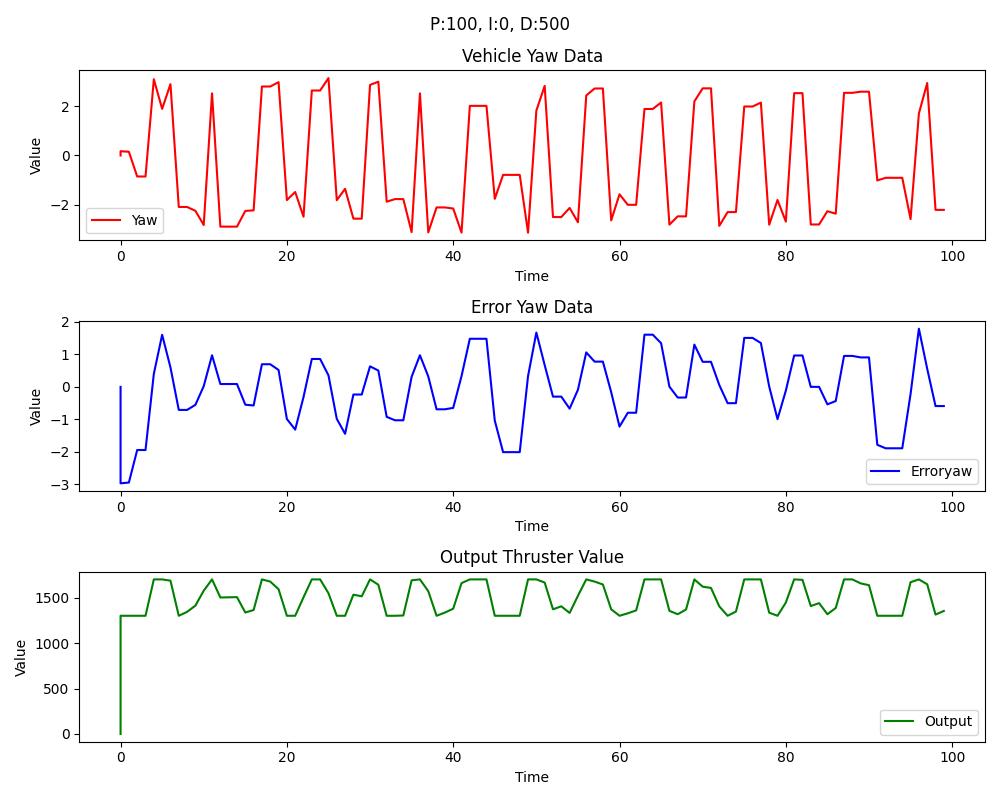 P:100, I:0, D:500
Vehicle Yaw Data
2
0
−2
Value
Yaw
0 20 40 60 80 100
Time
Error Yaw Data
2
1
0
−1
−2
−3
Value
Erroryaw
0 20 40 60 80 100
Time
Output Thruster Value
1500
1000
500
0
Value
Output
0 20 40 60 80 100
Time